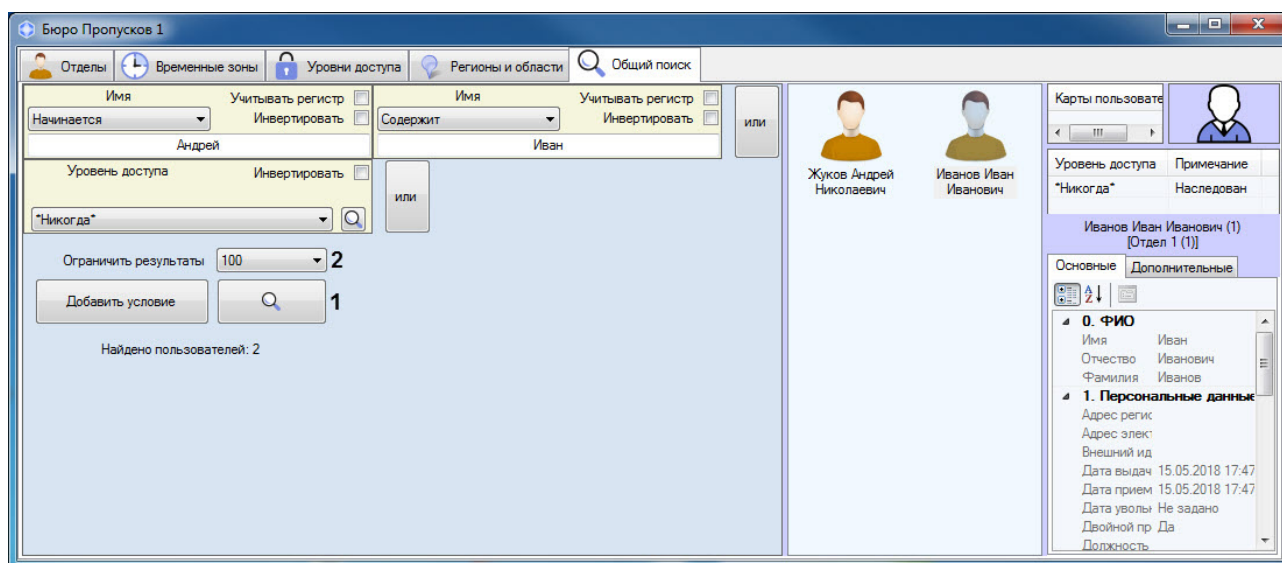 Бюро Пропусков 1
Отделы Временные зоны Уровни доступа Регионы и области Общий поиск
Имя Учитывать регистр Имя Учитывать регистр
Начинается Инвертировать Содержит Инвертировать или
Андрей Иван
Уровень доступа Инвертировать
или
*Никогда*
Ограничить результаты 100 2
Добавить условие 1
Найдено пользователей: 2
Жуков Андрей
Николаевич
Иванов Иван
Иванович
Карты пользовате
Уровень доступа Примечание
*Никогда* Наследован
Иванов Иван Иванович (1)
[Отдел 1 (1)]
Основные Дополнительные
0. ФИО
Имя Иван
Отчество Иванович
Фамилия Иванов
1. Персональные данные
Адрес регис
Адрес элект
Внешний ид
Дата выдач 15.05.2018 17:47
Дата прием 15.05.2018 17:47
Дата увольн Не задано
Двойной пр Да
Должность